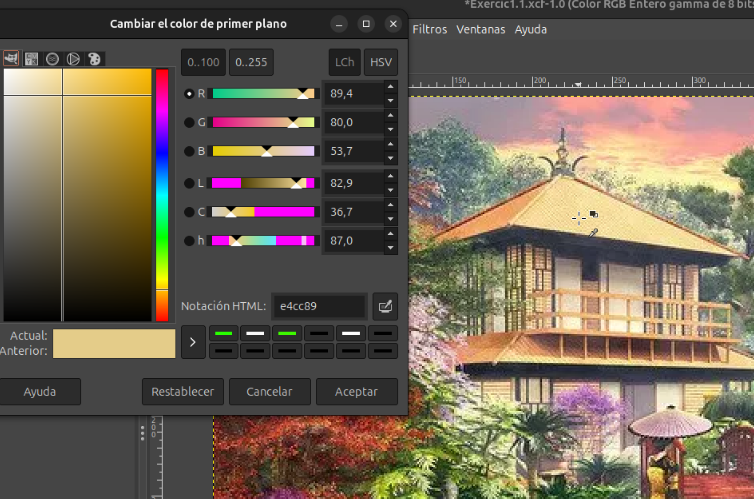 *Exercic1.1.xcf-1.0 (Color RGB Entero gamma de 8 bits
Cambiar el color de primer plano
Filtros Ventanas Ayuda
0..100 0..255 LCh HSV
150 200 250 300
R 89,4
G 80,0
B 53,7
L 82,9
C 36,7
h 87,0
Notación HTML: e4cc89
Actual:
Anterior:
Ayuda Restablecer Cancelar Aceptar
200